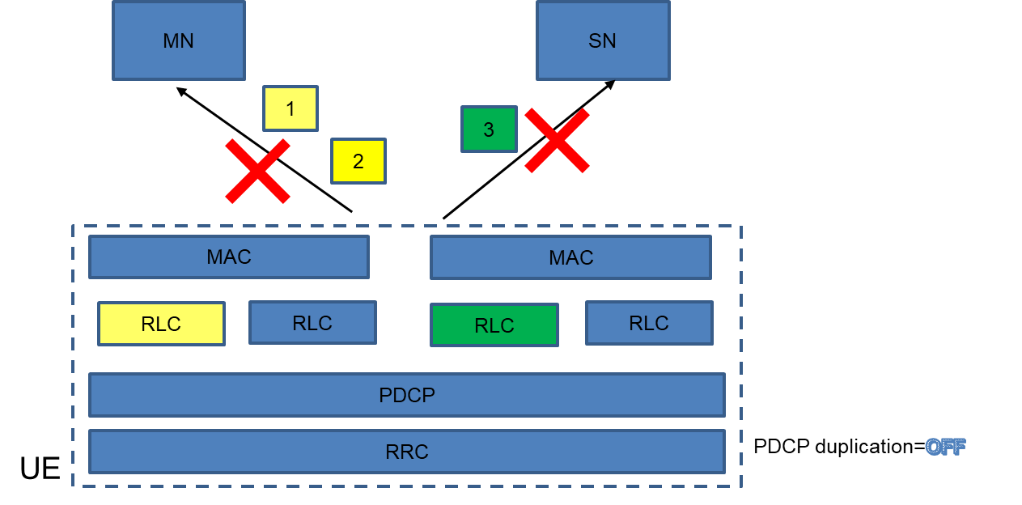 MN
SN
1
2
3
MAC
MAC
RLC
RLC
RLC
RLC
PDCP
RRC
UE
PDCP duplication=OFF